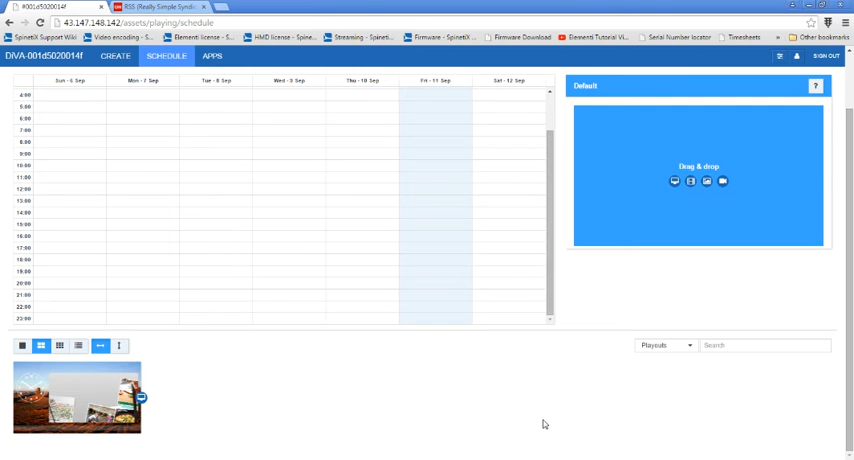 #001d5020014f
RSS (Really Simple Syndic
43.147.148.142/assets/playing/schedule
SpinetiX Support Wiki
Video encoding - S...
Elementi license - S...
HMD license - Spine...
Streaming - Spineti...
Firmware - SpinetiX ...
Firmware Download
Elementi Tutorial Vi...
Serial Number locator
Timesheets
»
Other bookmarks
DiVA-001d5020014f
CREATE
SCHEDULE
APPS
SIGN OUT
Sun - 6 Sep
Mon - 7 Sep
Tue - 8 Sep
Wed - 9 Sep
Thu - 10 Sep
Fri - 11 Sep
Sat - 12 Sep
4:00
5:00
6:00
7:00
8:00
9:00
10:00
11:00
12:00
13:00
14:00
15:00
16:00
17:00
18:00
19:00
20:00
21:00
22:00
23:00
Default
?
Drag & drop
Playouts
Search